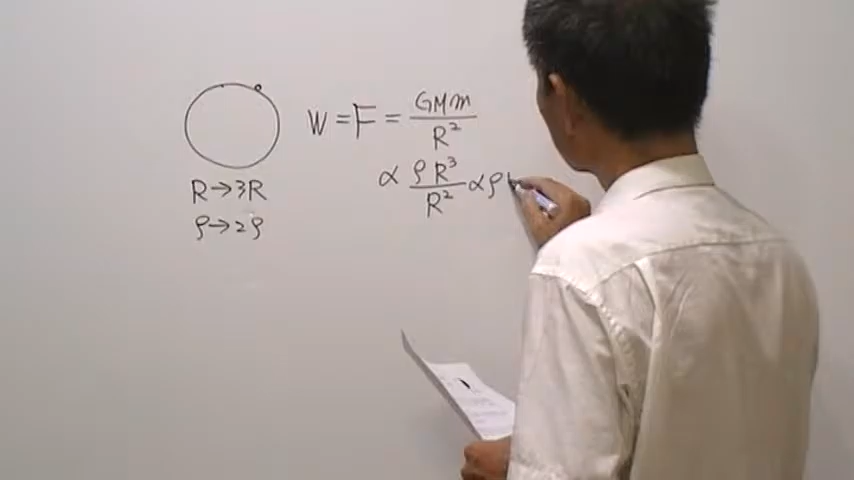 W = F = GMm / R²
R → 3R
∝ ρR³ / R² ∝ ρ
ρ → 2ρ